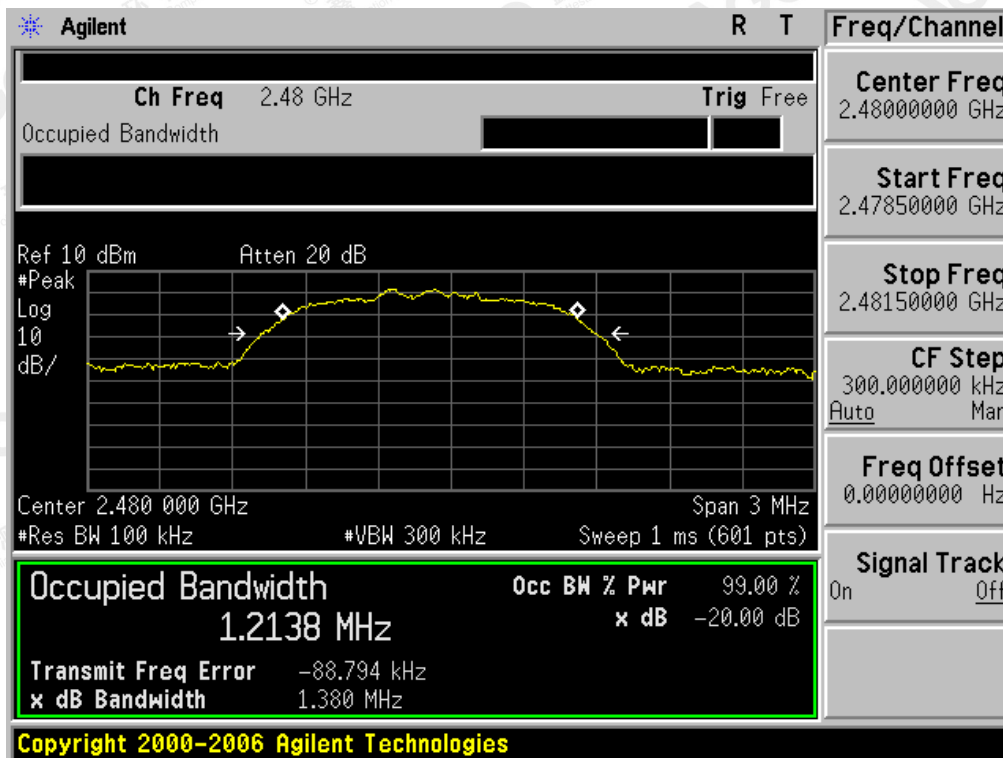 Agilent R T Freq/Channel
Ch Freq 2.48 GHz Trig Free
Occupied Bandwidth
Center Freq
2.48000000 GHz
Start Freq
2.47850000 GHz
Stop Freq
2.48150000 GHz
CF Step
300.000000 kHz
Auto Man
Freq Offset
0.00000000 Hz
Signal Track
On Off
Ref 10 dBm Atten 20 dB
#Peak
Log
10
dB/
Center 2.480 000 GHz Span 3 MHz
#Res BW 100 kHz #VBW 300 kHz Sweep 1 ms (601 pts)
Occupied Bandwidth
1.2138 MHz
Occ BW % Pwr 99.00 %
x dB -20.00 dB
Transmit Freq Error -88.794 kHz
x dB Bandwidth 1.380 MHz
Copyright 2000-2006 Agilent Technologies